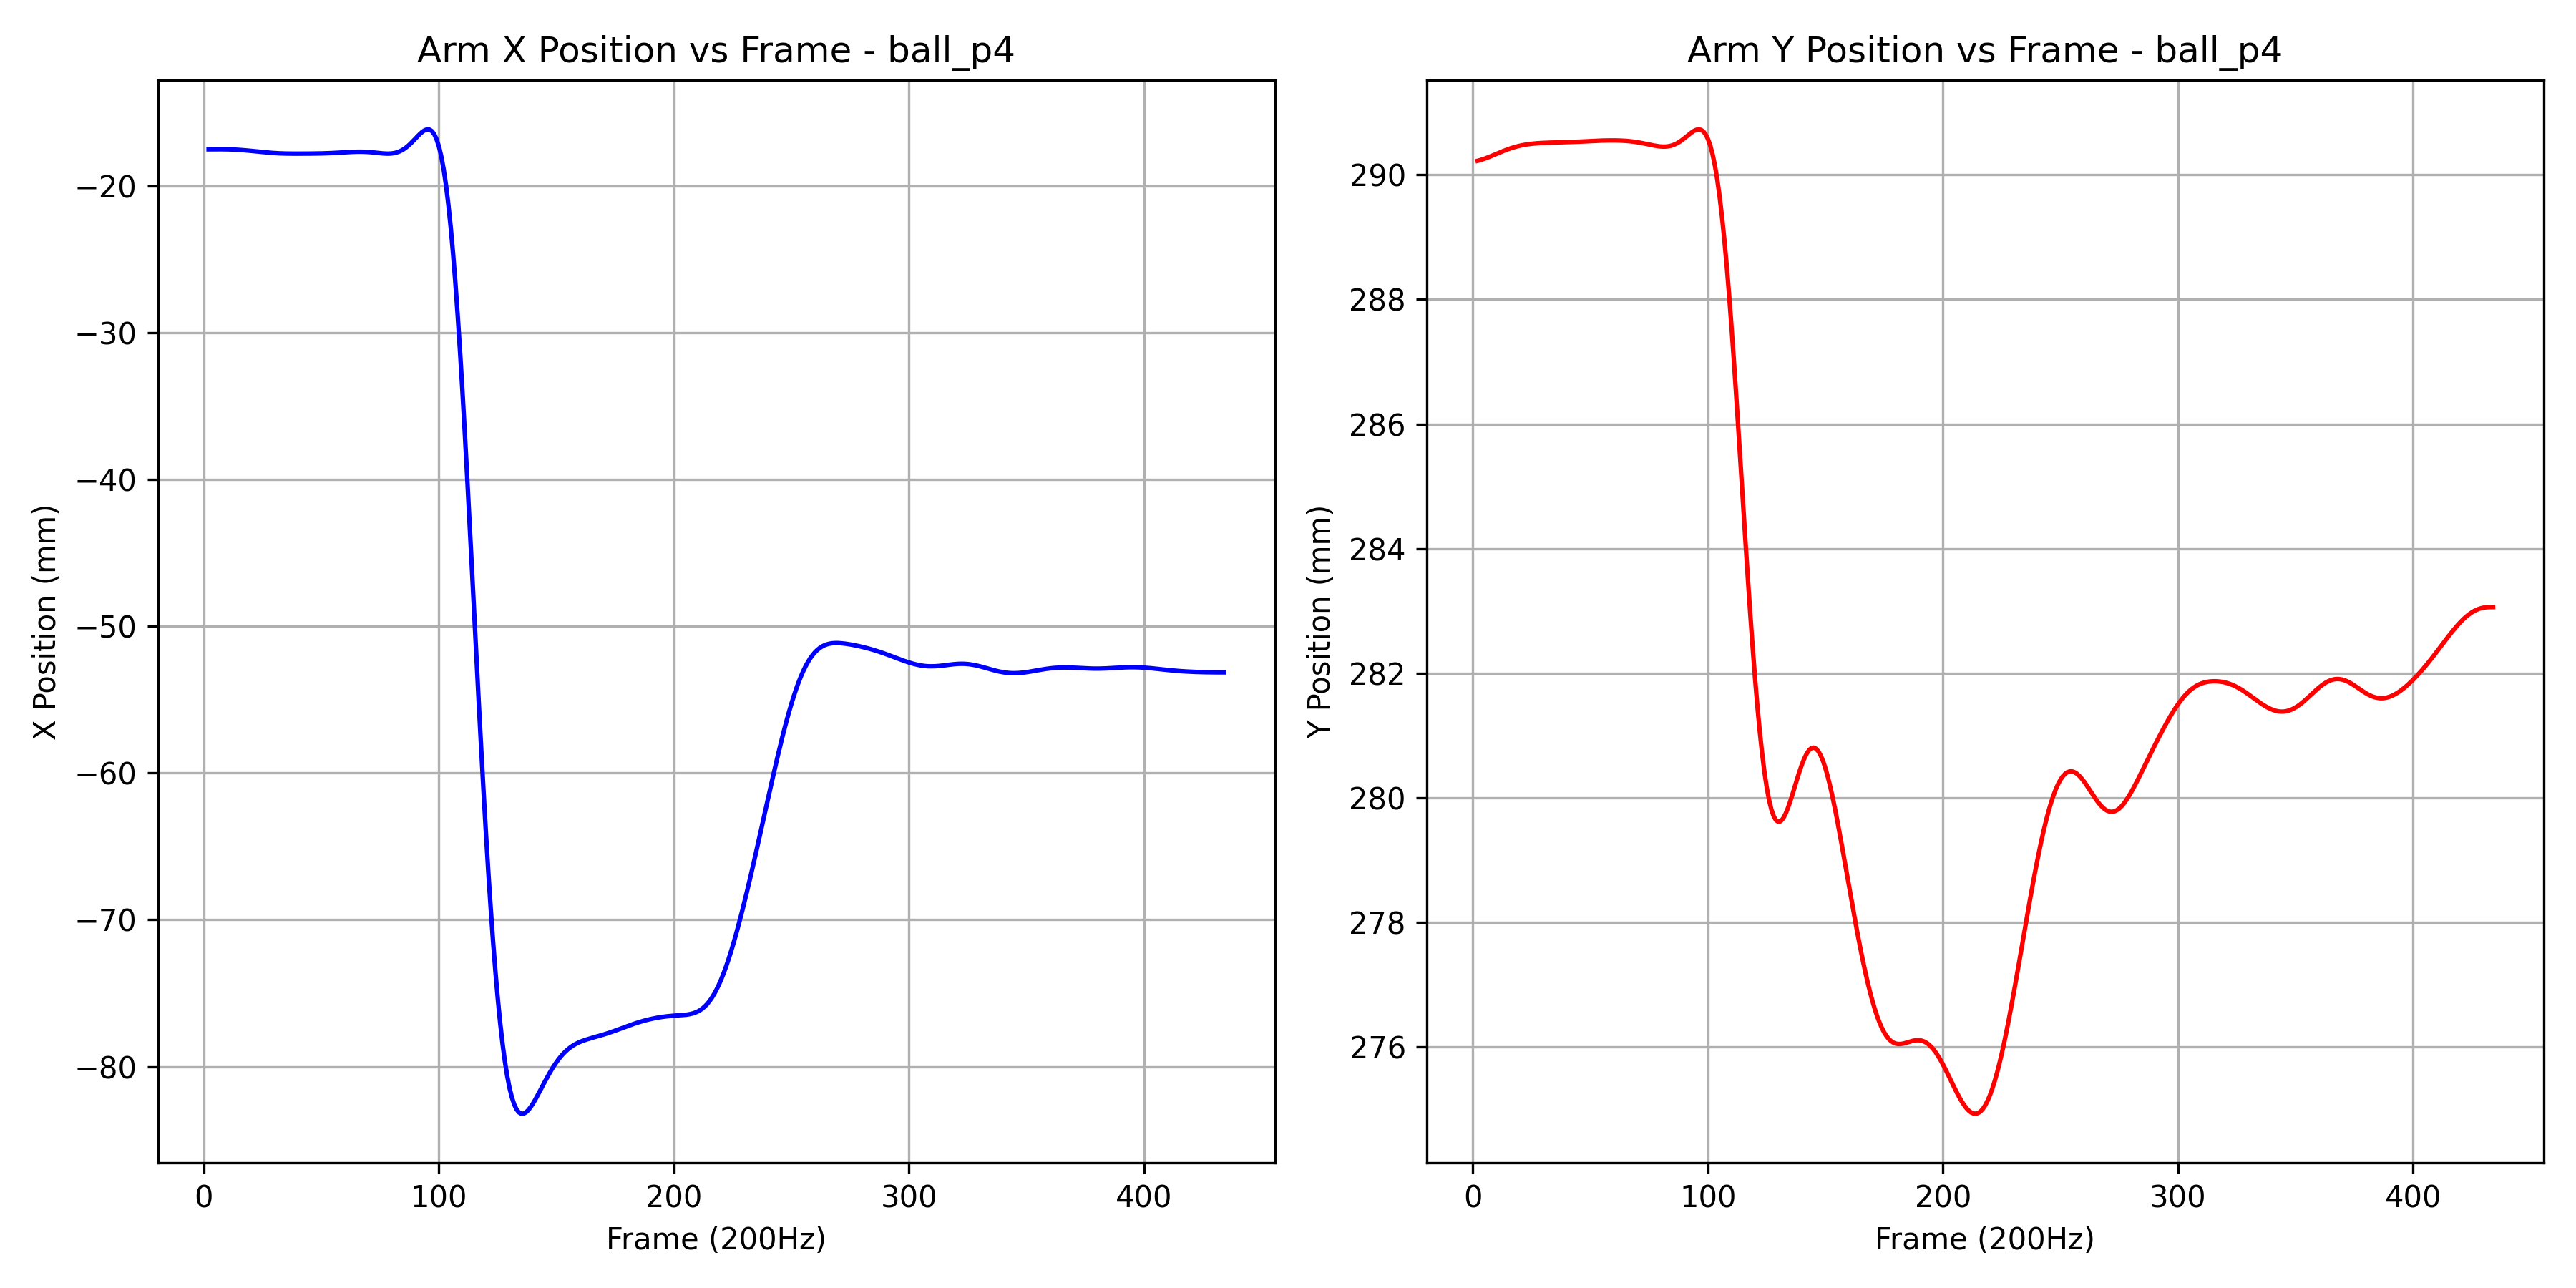 Arm X Position vs Frame - ball_p4
X Position (mm)
−20
−30
−40
−50
−60
−70
−80
0 100 200 300 400
Frame (200Hz)
Arm Y Position vs Frame - ball_p4
Y Position (mm)
290
288
286
284
282
280
278
276
0 100 200 300 400
Frame (200Hz)